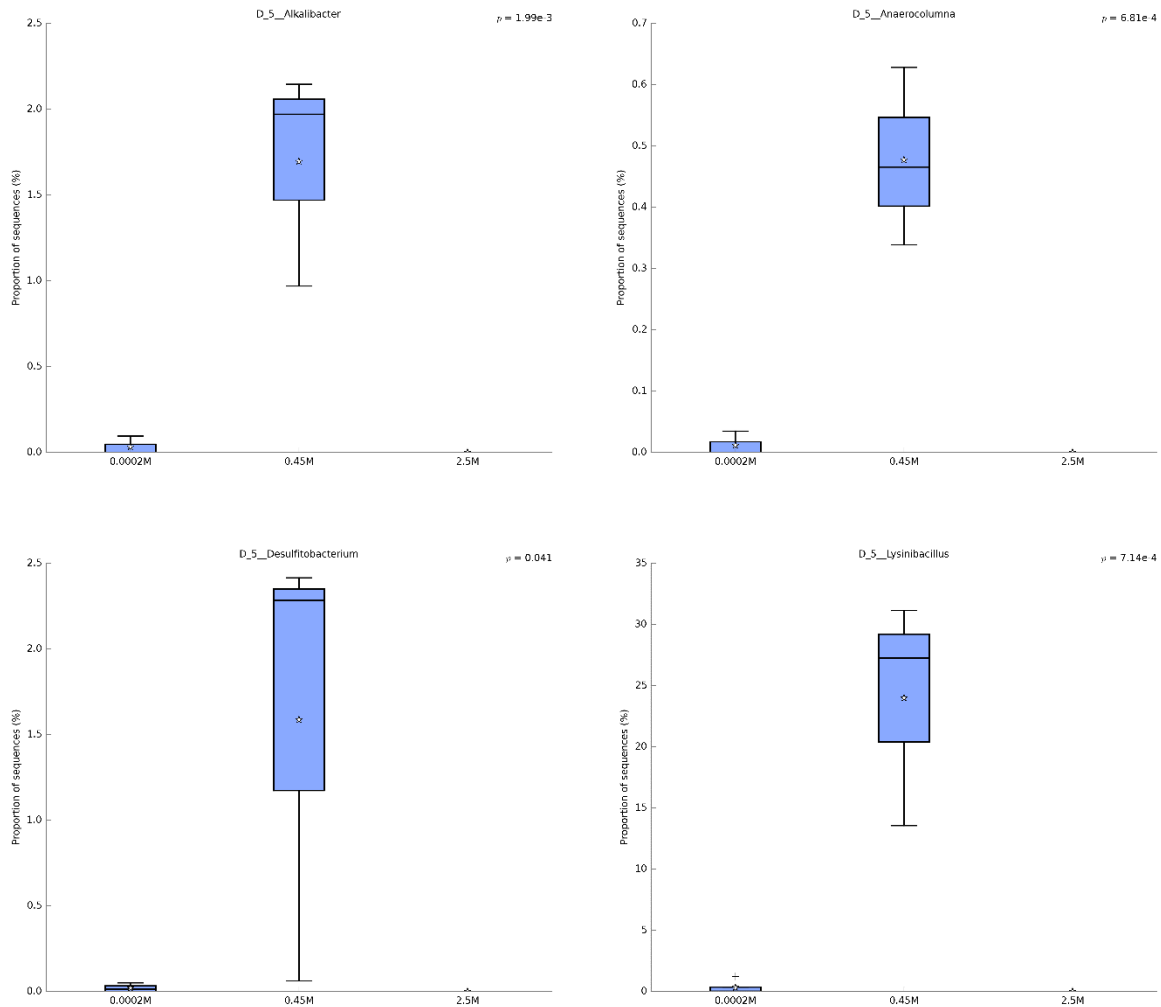 D_5__Alkalibacter
p = 1.99e-3
Proportion of sequences (%)
2.5
2.0
1.5
1.0
0.5
0.0
0.0002M
0.45M
2.5M
D_5__Anaerocolumna
p = 6.81e-4
Proportion of sequences (%)
0.7
0.6
0.5
0.4
0.3
0.2
0.1
0.0
0.0002M
0.45M
2.5M
D_5__Desulfitobacterium
p = 0.041
Proportion of sequences (%)
2.5
2.0
1.5
1.0
0.5
0.0
0.0002M
0.45M
2.5M
D_5__Lysinibacillus
p = 7.14e-4
Proportion of sequences (%)
35
30
25
20
15
10
5
0
0.0002M
0.45M
2.5M